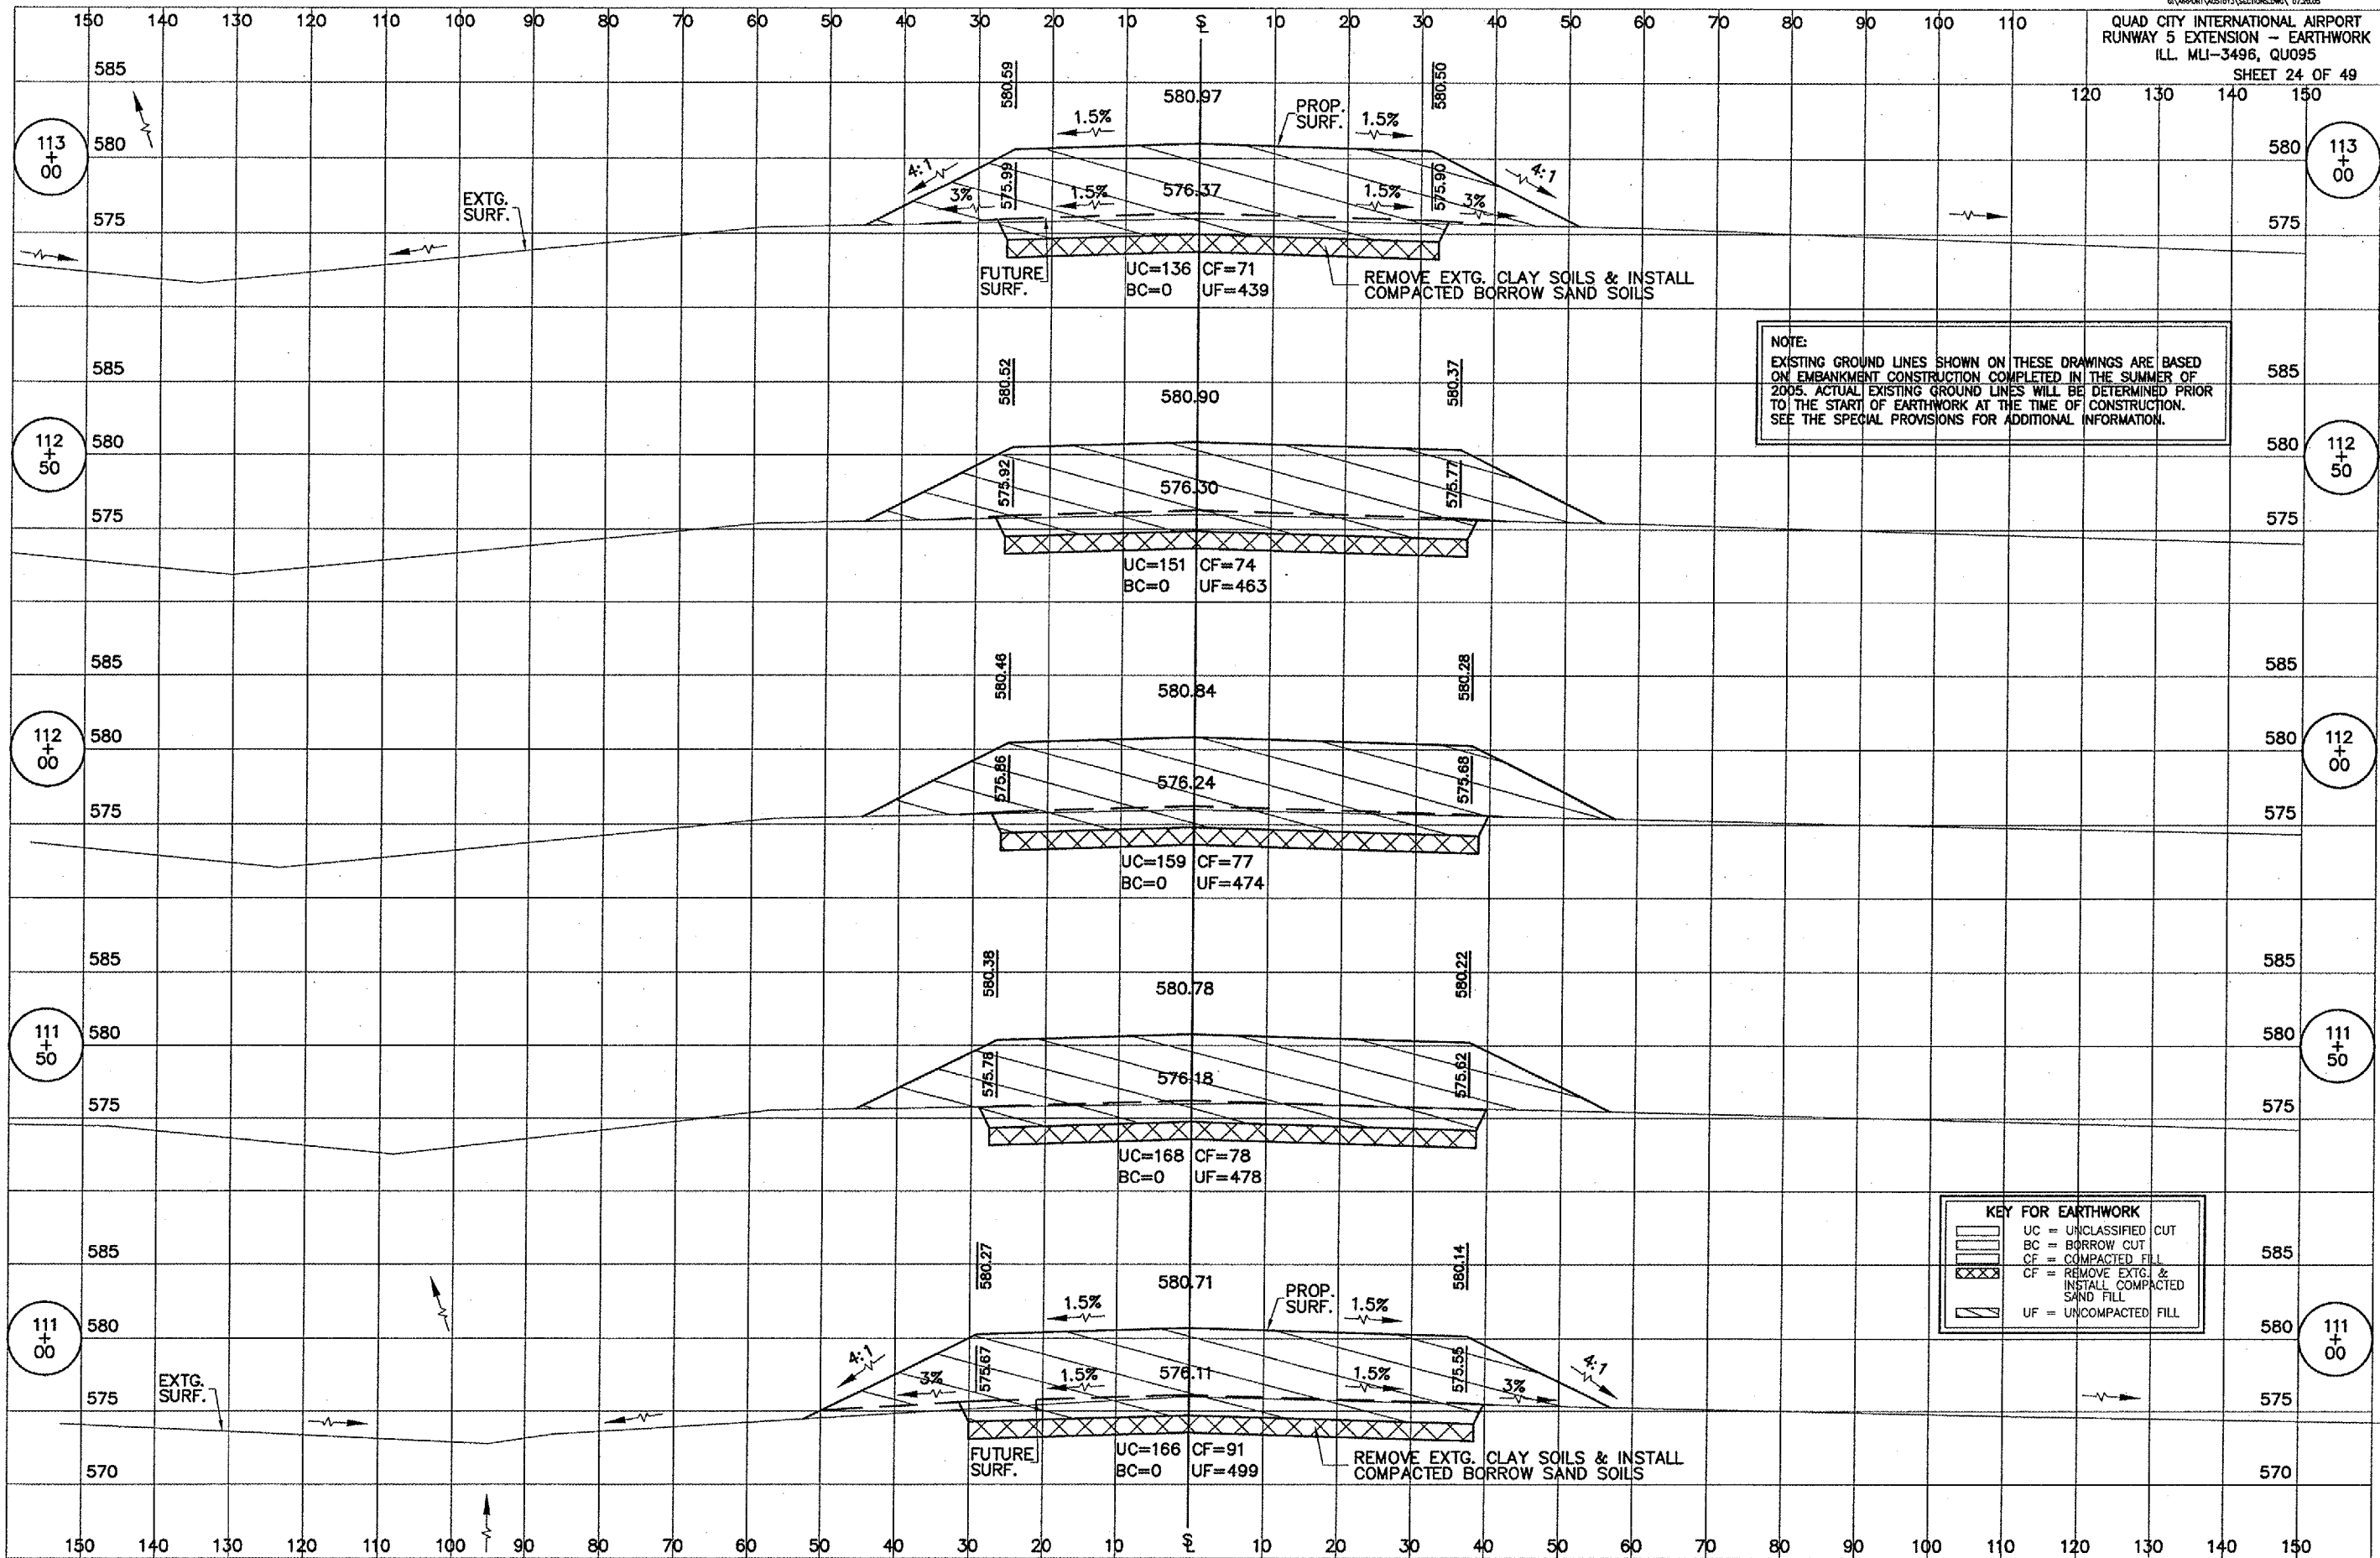 150 140 130 120 110 100 90 80 70 60 50 40 30 20 10 ℄ 10 20 30 40 50 60 70 80 90 100 110
QUAD CITY INTERNATIONAL AIRPORT
RUNWAY 5 EXTENSION - EARTHWORK
ILL. MLI-3496, QU095
SHEET 24 OF 49
120 130 140 150
585
580.59
580.97
580.50
PROP.
SURF.
1.5%
1.5%
113
+
00
580
580
113
+
00
4:1
4:1
EXTG.
SURF.
3%
575.99
1.5%
576.37
1.5%
575.90
3%
575
575
FUTURE
SURF.
UC=136 CF=71
BC=0 UF=439
REMOVE EXTG. CLAY SOILS & INSTALL
COMPACTED BORROW SAND SOILS
NOTE:
EXISTING GROUND LINES SHOWN ON THESE DRAWINGS ARE BASED
ON EMBANKMENT CONSTRUCTION COMPLETED IN THE SUMMER OF
2005. ACTUAL EXISTING GROUND LINES WILL BE DETERMINED PRIOR
TO THE START OF EARTHWORK AT THE TIME OF CONSTRUCTION.
SEE THE SPECIAL PROVISIONS FOR ADDITIONAL INFORMATION.
585
580.52
580.90
580.37
585
112
+
50
580
580
112
+
50
575.92
576.30
575.77
575
575
UC=151 CF=74
BC=0 UF=463
585
580.46
580.84
580.28
585
112
+
00
580
580
112
+
00
575.86
576.24
575.68
575
575
UC=159 CF=77
BC=0 UF=474
585
580.38
580.78
580.22
585
111
+
50
580
580
111
+
50
575.78
576.18
575.62
575
575
UC=168 CF=78
BC=0 UF=478
KEY FOR EARTHWORK
UC = UNCLASSIFIED CUT
BC = BORROW CUT
CF = COMPACTED FILL
CF = REMOVE EXTG. &
INSTALL COMPACTED
SAND FILL
UF = UNCOMPACTED FILL
585
580.27
580.71
580.14
585
PROP.
SURF.
1.5%
1.5%
111
+
00
580
580
111
+
00
4:1
4:1
EXTG.
SURF.
3%
575.67
1.5%
576.11
1.5%
575.55
3%
575
575
FUTURE
SURF.
UC=166 CF=91
BC=0 UF=499
REMOVE EXTG. CLAY SOILS & INSTALL
COMPACTED BORROW SAND SOILS
570
570
150 140 130 120 110 100 90 80 70 60 50 40 30 20 10 ℄ 10 20 30 40 50 60 70 80 90 100 110 120 130 140 150